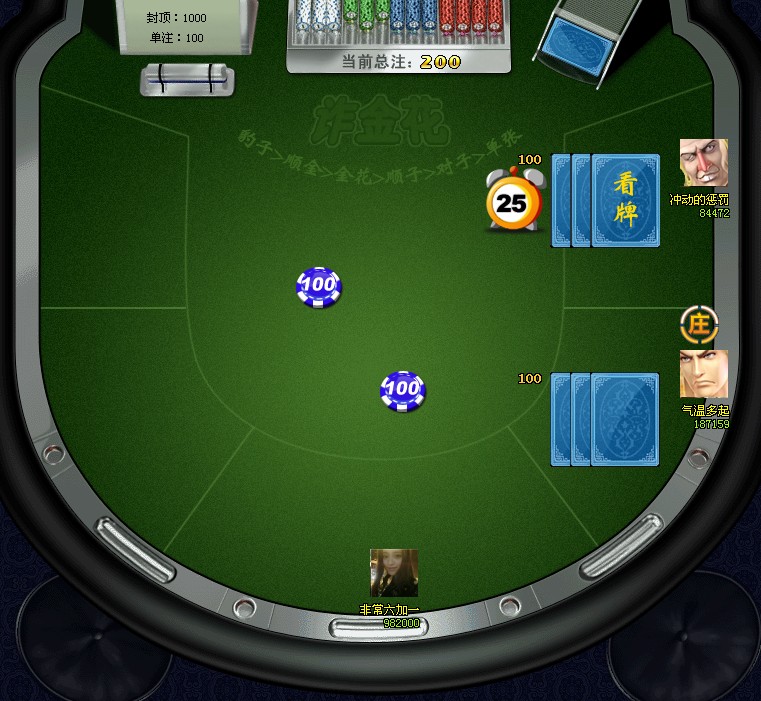 封顶：1000
单注：100
当前总注：200
诈金花
豹子>顺金>金花>顺子>对子>单张
100
25
看牌
冲动的惩罚
84472
100
庄
100
100
气温多起
187159
非常六加一
982000